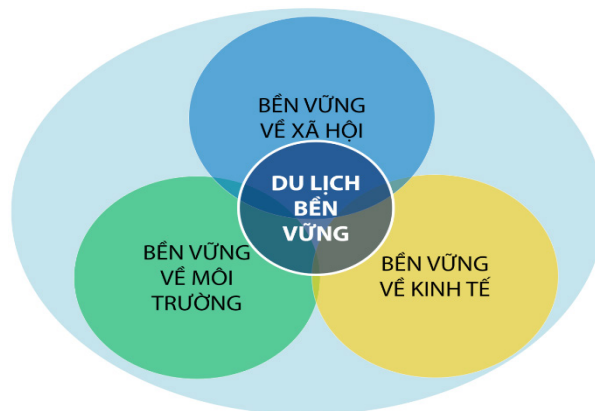 BỀN VỮNG
VỀ XÃ HỘI
DU LỊCH
BỀN
VỮNG
BỀN VỮNG
VỀ MÔI
TRƯỜNG
BỀN VỮNG
VỀ KINH TẾ